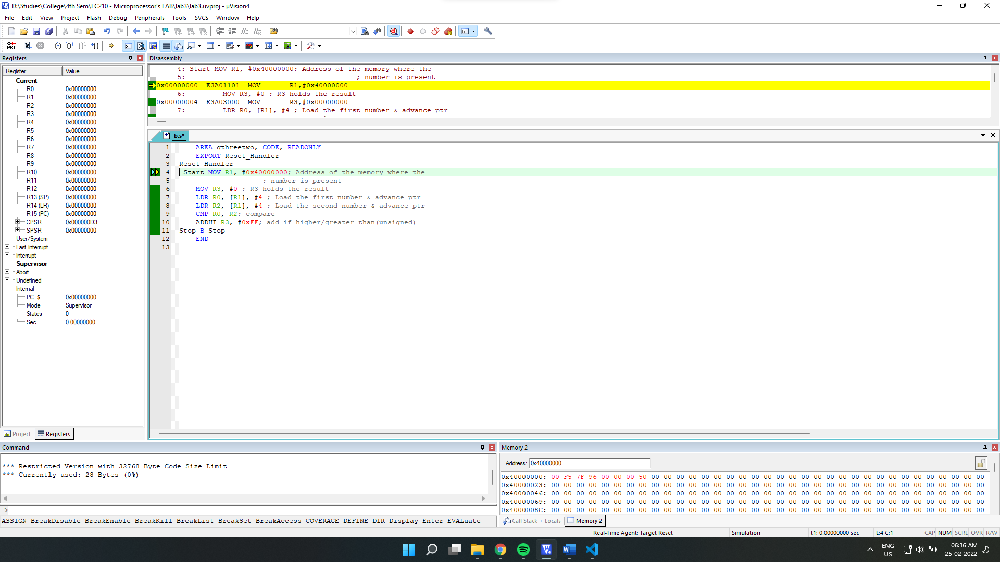 D:\Studies\College\4th Sem\EC210 - Microprocessor's LAB\lab3\lab3.uvproj - µVision4
File Edit View Project Flash Debug Peripherals Tools SVCS Window Help
Registers
Register Value
Current
R0 0x00000000
R1 0x00000000
R2 0x00000000
R3 0x00000000
R4 0x00000000
R5 0x00000000
R6 0x00000000
R7 0x00000000
R8 0x00000000
R9 0x00000000
R10 0x00000000
R11 0x00000000
R12 0x00000000
R13 (SP) 0x00000000
R14 (LR) 0x00000000
R15 (PC) 0x00000000
CPSR 0x000000D3
SPSR 0x00000000
User/System
Fast Interrupt
Interrupt
Supervisor
Abort
Undefined
Internal
PC $ 0x00000000
Mode Supervisor
States 0
Sec 0.00000000
Project Registers
Disassembly
4: Start MOV R1, #0x40000000; Address of the memory where the
5: ; number is present
0x00000000 E3A01101 MOV R1,#0x40000000
6: MOV R3, #0 ; R3 holds the result
0x00000004 E3A03000 MOV R3,#0x00000000
7: LDR R0, [R1], #4 ; Load the first number & advance ptr
b.s*
1 AREA qthreetwo, CODE, READONLY
2 EXPORT Reset_Handler
3 Reset_Handler
4 Start MOV R1, #0x40000000; Address of the memory where the
5 ; number is present
6 MOV R3, #0 ; R3 holds the result
7 LDR R0, [R1], #4 ; Load the first number & advance ptr
8 LDR R2, [R1], #4 ; Load the second number & advance ptr
9 CMP R0, R2; compare
10 ADDHI R3, #0xFF; add if higher/greater than(unsigned)
11 Stop B Stop
12 END
13
Command
*** Restricted Version with 32768 Byte Code Size Limit
*** Currently used: 28 Bytes (0%)
>
ASSIGN BreakDisable BreakEnable BreakKill BreakList BreakSet BreakAccess COVERAGE DEFINE DIR Display Enter EVALuate
Memory 2
Address: 0x40000000
0x40000000: 00 F5 7F 96 00 00 00 50 00 00 00 00 00 00 00 00 00 00 00 00 00 00 00 00 00 00 00 00 00 00 00 00 00 00 00
0x40000023: 00 00 00 00 00 00 00 00 00 00 00 00 00 00 00 00 00 00 00 00 00 00 00 00 00 00 00 00 00 00 00 00 00 00 00
0x40000046: 00 00 00 00 00 00 00 00 00 00 00 00 00 00 00 00 00 00 00 00 00 00 00 00 00 00 00 00 00 00 00 00 00 00 00
0x40000069: 00 00 00 00 00 00 00 00 00 00 00 00 00 00 00 00 00 00 00 00 00 00 00 00 00 00 00 00 00 00 00 00 00 00 00
0x4000008C: 00 00 00 00 00 00 00 00 00 00 00 00 00 00 00 00 00 00 00 00 00 00 00 00 00 00 00 00 00 00 00 00 00 00 00
Call Stack + Locals Memory 2
Real-Time Agent: Target Reset Simulation t1: 0.00000000 sec L:4 C:1 CAP NUM SCRL OVR R/W
ENG
US
06:36 AM
25-02-2022